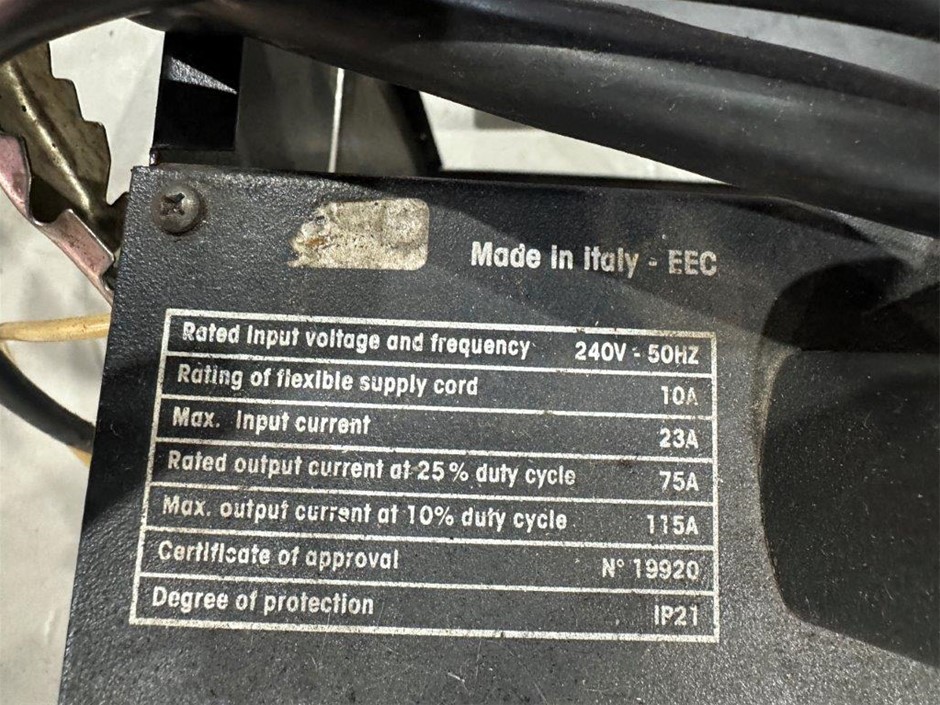 Made in Italy - EEC
Rated input voltage and frequency 240V - 50HZ
Rating of flexible supply cord 10A
Max. Input current 23A
Rated output current at 25% duty cycle 75A
Max. output current at 10% duty cycle 115A
Certificate of approval N° 19920
Degree of protection IP21